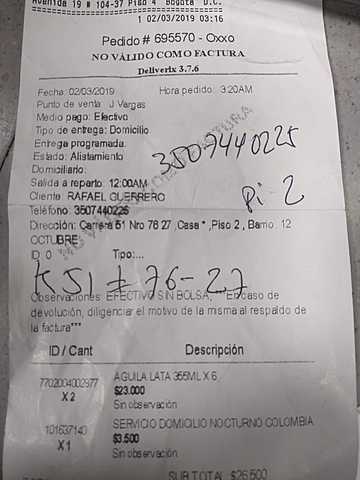 Avenida 19 # 104-37 Piso 4 Bogota D.C.
1 02/03/2019 03:16
Pedido # 695570 - Oxxo
NO VÁLIDO COMO FACTURA
Deliverix 3.7.6
Fecha: 02/03/2019 Hora pedido: 3:20AM
Punto de venta: J Vargas
Medio pago: Efectivo
Tipo de entrega: Domicilio
Entrega programada:
Estado: Alistamiento
3507440225
Domiciliario:
Salida a reparto: 12:00AM
Cliente: RAFAEL GUERRERO
Pi-2
Teléfono: 3507440225
Dirección: Carrera 51 Nro 76 27 ,Casa * ,Piso 2 , Barrio: 12
OCTUBRE
ID: 0 Tipo:...
K51 # 76-27
Observaciones: EFECTIVO SIN BOLSA, **En caso de
devolución, diligenciar el motivo de la misma al respaldo de
la factura***
ID / Cant Descripción
7702004002977 AGUILA LATA 355ML X 6
X 2 $23.000
Sin observación
101637140 SERVICIO DOMICILIO NOCTURNO COLOMBIA
X 1 $3.500
Sin observación
SUBTOTAL: $26.500